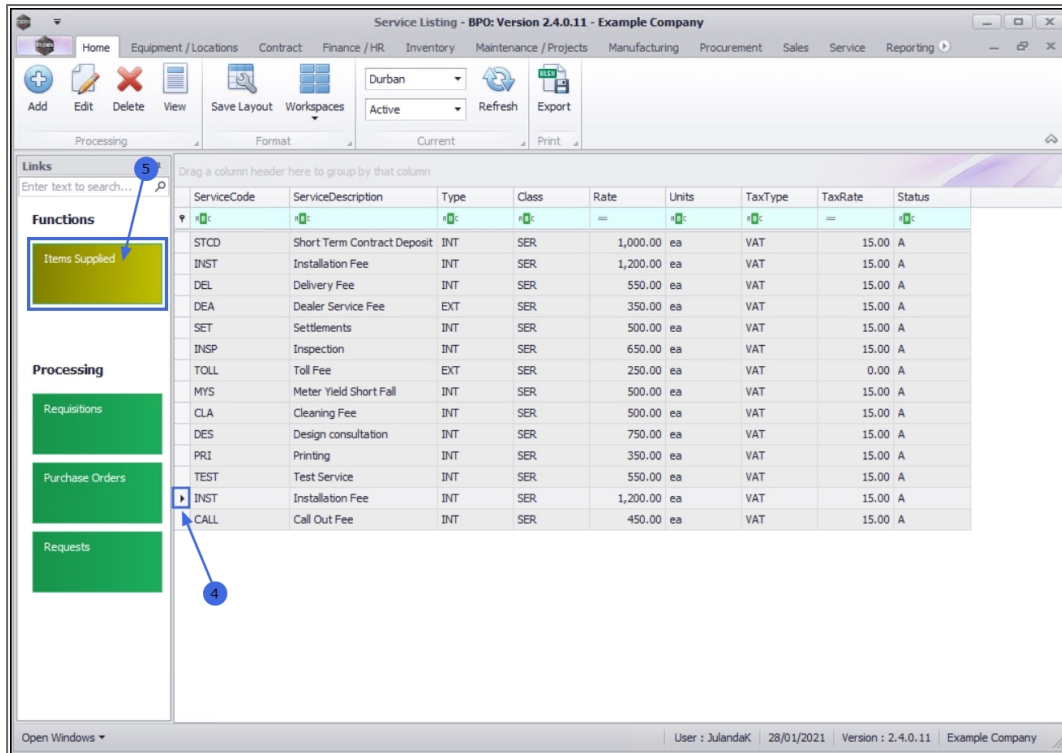 Service Listing - BPO: Version 2.4.0.11 - Example Company
Home Equipment / Locations Contract Finance / HR Inventory Maintenance / Projects Manufacturing Procurement Sales Service Reporting
Durban
Add Edit Delete View Save Layout Workspaces Active Refresh Export
Processing Format Current Print
Links
5
Drag a column header here to group by that column
Enter text to search...
ServiceCode ServiceDescription Type Class Rate Units TaxType TaxRate Status
Functions
= =
STCD Short Term Contract Deposit INT SER 1,000.00 ea VAT 15.00 A
Items Supplied
INST Installation Fee INT SER 1,200.00 ea VAT 15.00 A
DEL Delivery Fee INT SER 550.00 ea VAT 15.00 A
DEA Dealer Service Fee EXT SER 350.00 ea VAT 15.00 A
SET Settlements INT SER 500.00 ea VAT 15.00 A
INSP Inspection INT SER 650.00 ea VAT 15.00 A
Processing
TOLL Toll Fee EXT SER 250.00 ea VAT 0.00 A
MYS Meter Yield Short Fall INT SER 500.00 ea VAT 15.00 A
Requisitions
CLA Cleaning Fee INT SER 500.00 ea VAT 15.00 A
DES Design consultation INT SER 750.00 ea VAT 15.00 A
PRI Printing INT SER 350.00 ea VAT 15.00 A
Purchase Orders
TEST Test Service INT SER 550.00 ea VAT 15.00 A
INST Installation Fee INT SER 1,200.00 ea VAT 15.00 A
CALL Call Out Fee INT SER 450.00 ea VAT 15.00 A
Requests
4
Open Windows User : JulandaK 28/01/2021 Version : 2.4.0.11 Example Company